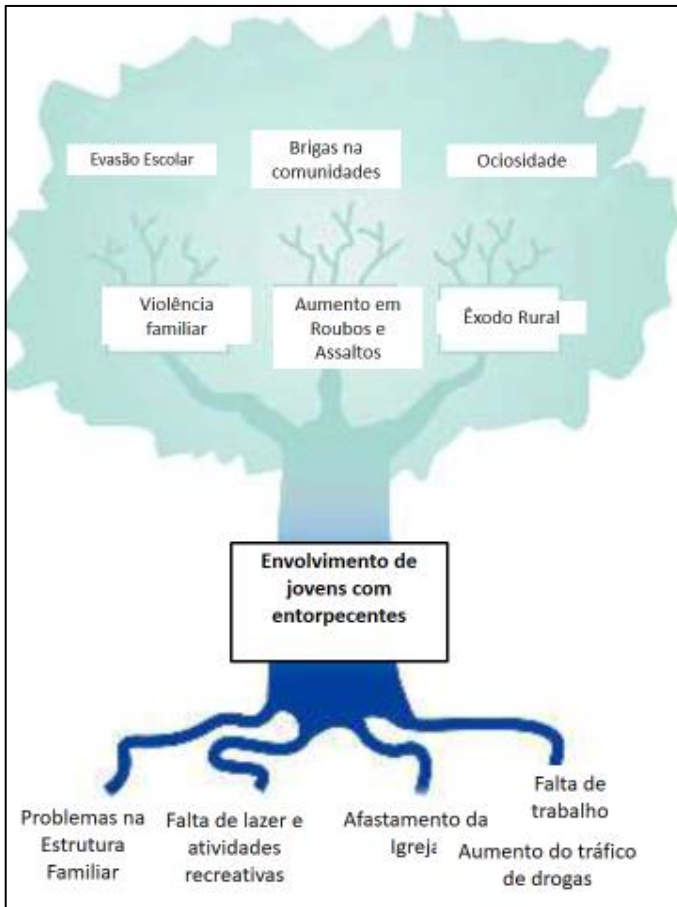 Evasão Escolar
Brigas na
comunidades
Ociosidade
Violência
familiar
Aumento em
Roubos e
Assaltos
Êxodo Rural
Envolvimento de
jovens com
entorpecentes
Problemas na
Estrutura
Familiar
Falta de lazer e
atividades
recreativas
Afastamento da
Igreja
Falta de
trabalho
Aumento do tráfico
de drogas